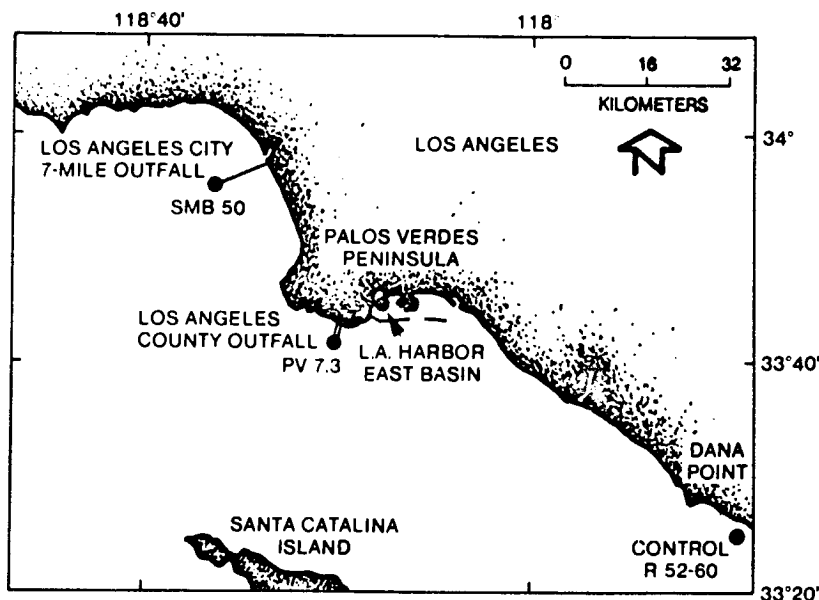 118°40'
118°
0 16 32
KILOMETERS
N
34°
LOS ANGELES CITY
7-MILE OUTFALL
LOS ANGELES
SMB 50
PALOS VERDES
PENINSULA
LOS ANGELES
COUNTY OUTFALL
PV 7.3
L.A. HARBOR
EAST BASIN
33°40'
DANA
POINT
SANTA CATALINA
ISLAND
CONTROL
R 52-60
33°20'